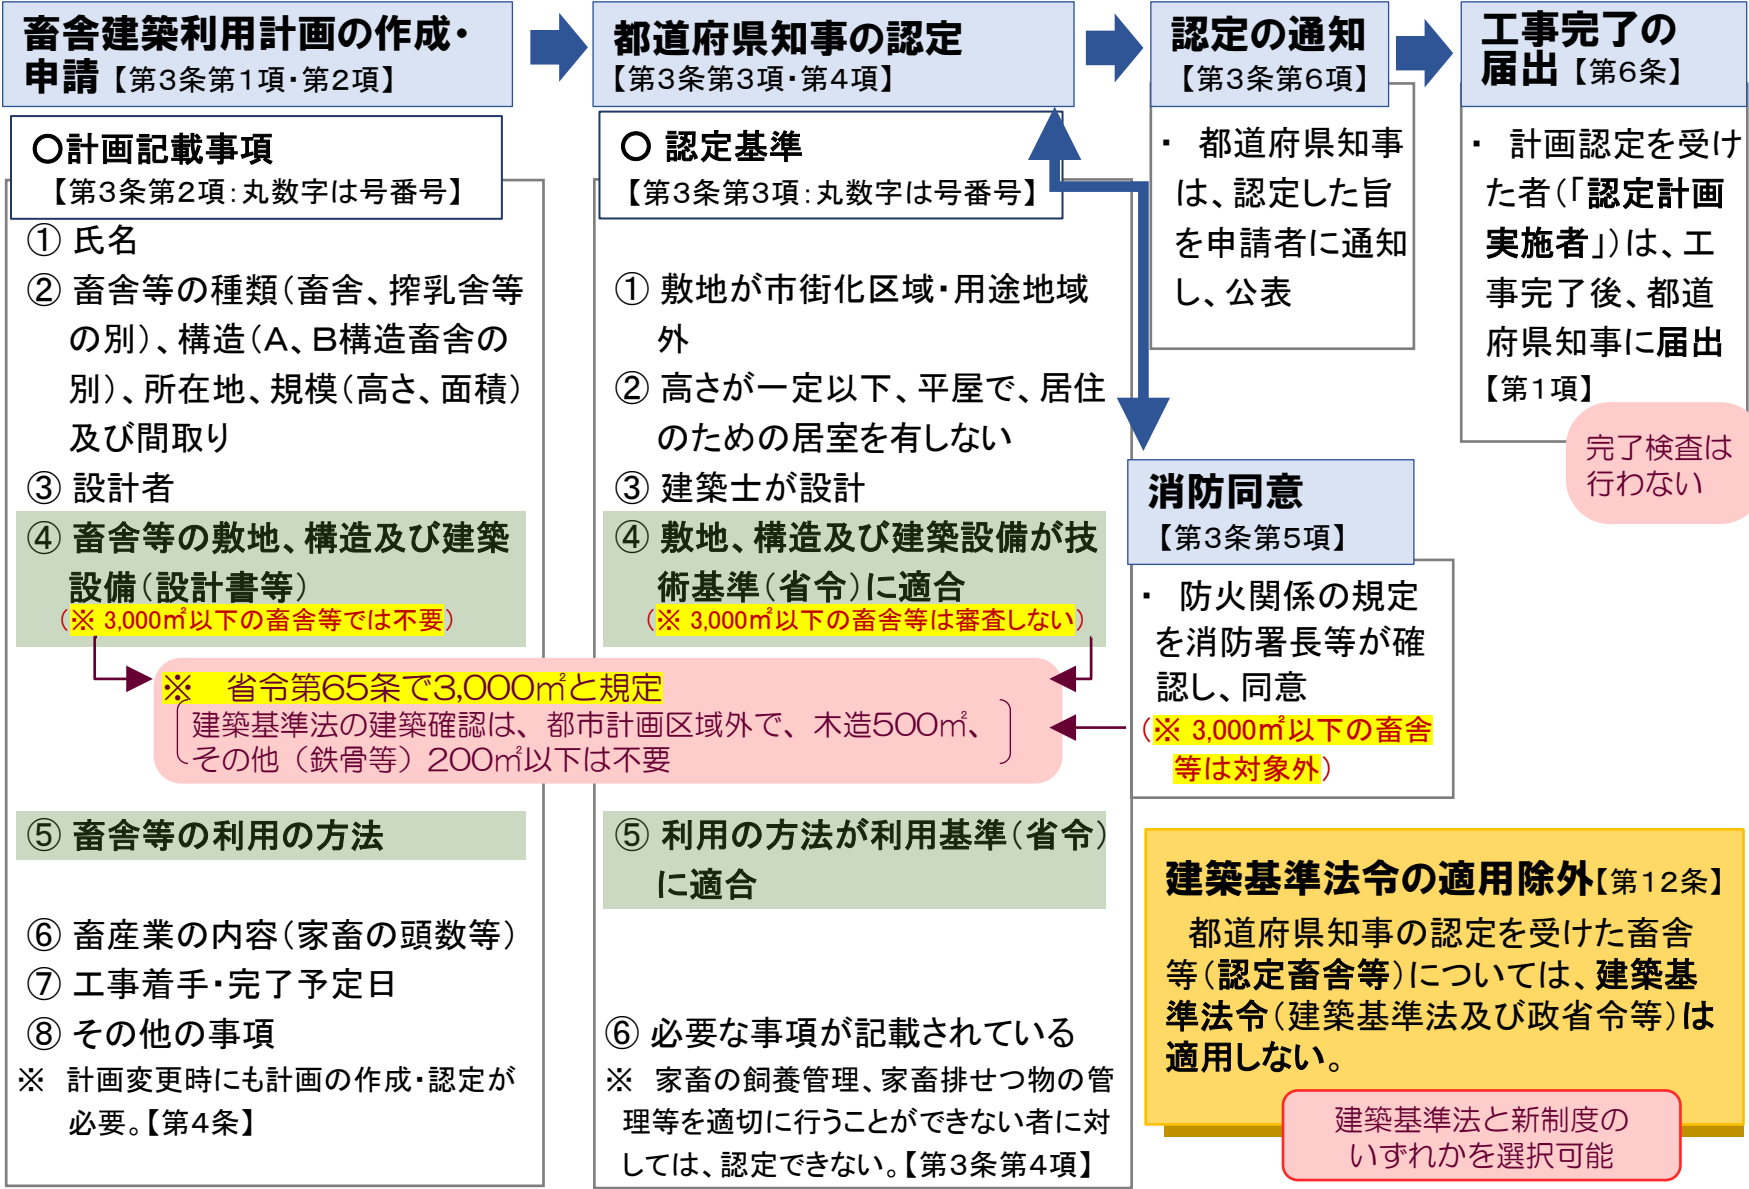 畜舎建築利用計画の作成・
申請【第3条第1項・第2項】
○計画記載事項
【第3条第2項：丸数字は号番号】
① 氏名
② 畜舎等の種類（畜舎、搾乳舎等
の別）、構造（A、B構造畜舎の
別）、所在地、規模（高さ、面積）
及び間取り
③ 設計者
④ 畜舎等の敷地、構造及び建築
設備（設計書等）
（※ 3,000㎡以下の畜舎等では不要）
⑤ 畜舎等の利用の方法
⑥ 畜産業の内容（家畜の頭数等）
⑦ 工事着手・完了予定日
⑧ その他の事項
※ 計画変更時にも計画の作成・認定が
必要。【第4条】
都道府県知事の認定
【第3条第3項・第4項】
○ 認定基準
【第3条第3項：丸数字は号番号】
① 敷地が市街化区域・用途地域
外
② 高さが一定以下、平屋で、居住
のための居室を有しない
③ 建築士が設計
④ 敷地、構造及び建築設備が技
術基準（省令）に適合
（※ 3,000㎡以下の畜舎等は審査しない）
※ 省令第65条で3,000㎡と規定
建築基準法の建築確認は、都市計画区域外で、木造500㎡、
その他（鉄骨等）200㎡以下は不要
⑤ 利用の方法が利用基準（省令）
に適合
⑥ 必要な事項が記載されている
※ 家畜の飼養管理、家畜排せつ物の管
理等を適切に行うことができない者に対
しては、認定できない。【第3条第4項】
認定の通知
【第3条第6項】
・ 都道府県知事
は、認定した旨
を申請者に通知
し、公表
消防同意
【第3条第5項】
・ 防火関係の規定
を消防署長等が確
認し、同意
（※ 3,000㎡以下の畜舎
等は対象外）
工事完了の
届出【第6条】
・ 計画認定を受け
た者（「認定計画
実施者」）は、工
事完了後、都道
府県知事に届出
【第1項】
完了検査は
行わない
建築基準法令の適用除外【第12条】
都道府県知事の認定を受けた畜舎
等（認定畜舎等）については、建築基
準法令（建築基準法及び政省令等）は
適用しない。
建築基準法と新制度の
いずれかを選択可能